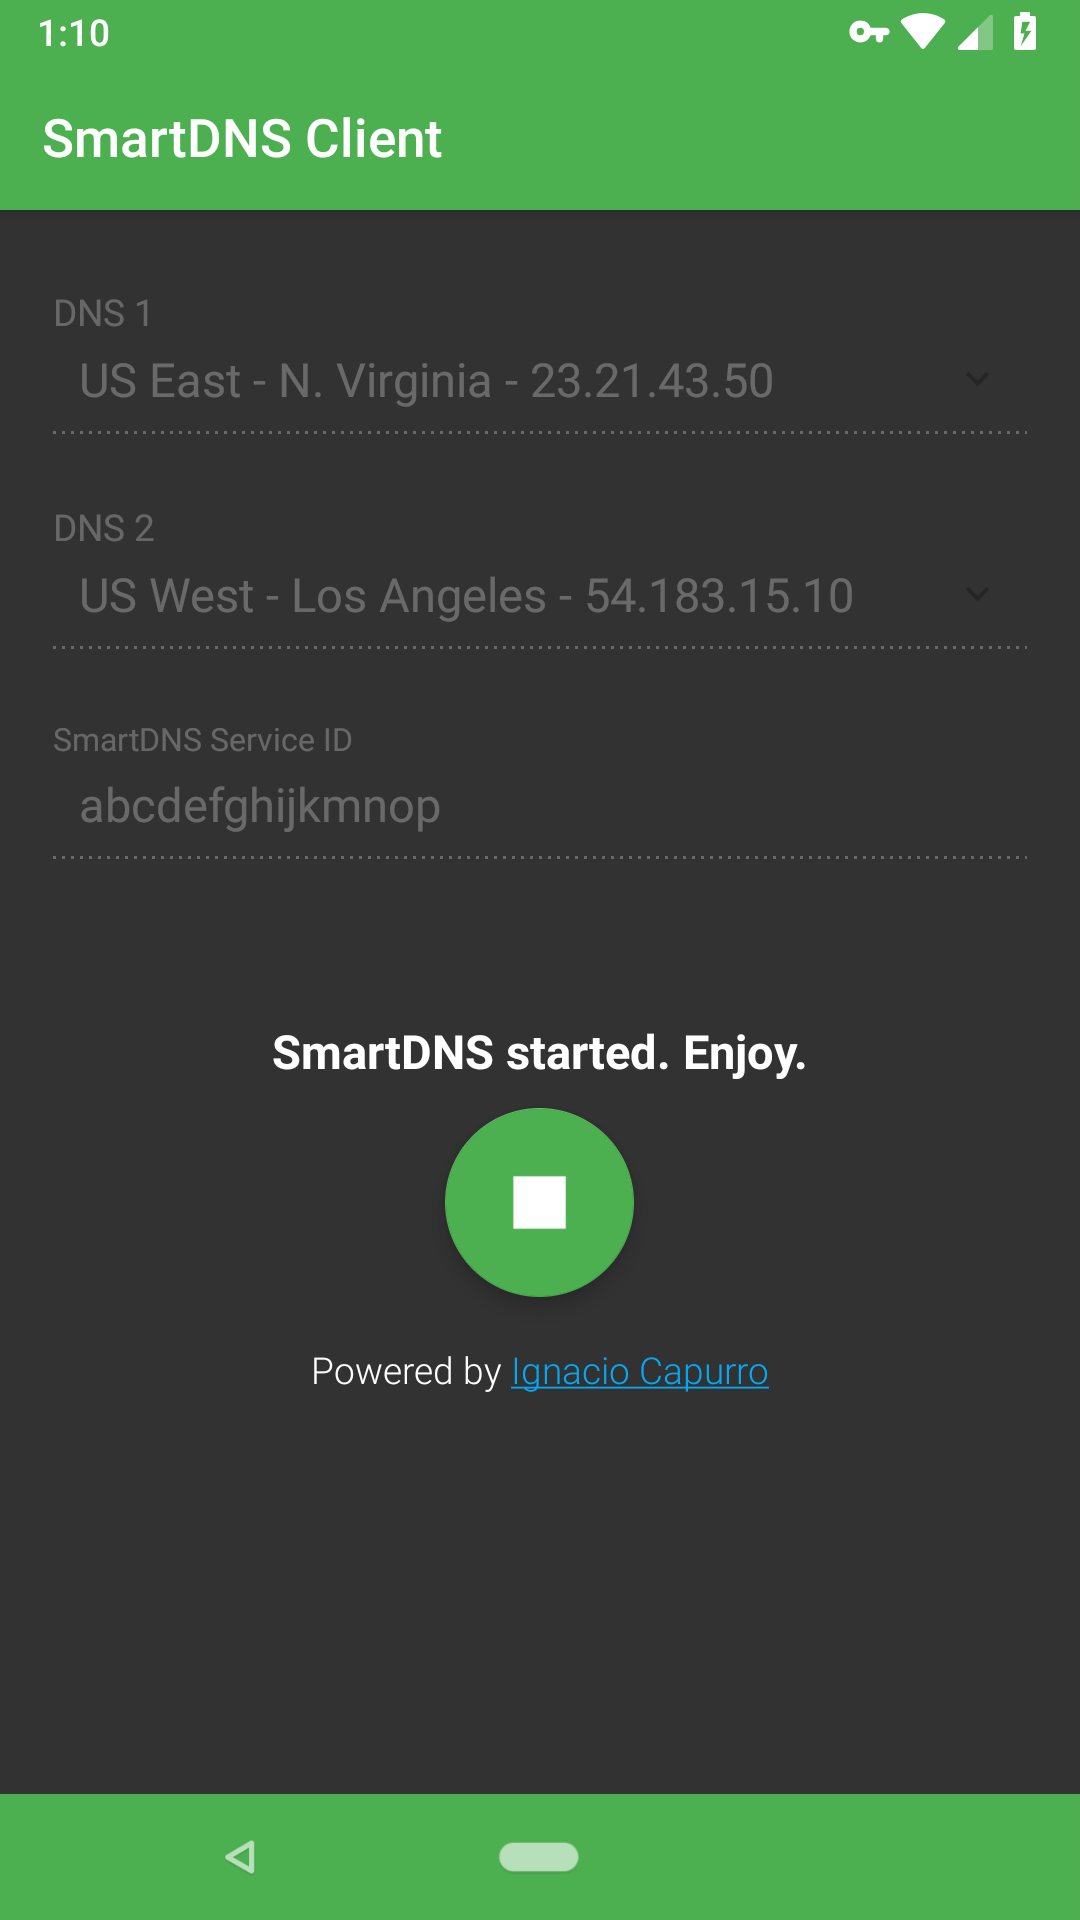 1:10
SmartDNS Client
DNS 1
US East - N. Virginia - 23.21.43.50
DNS 2
US West - Los Angeles - 54.183.15.10
SmartDNS Service ID
abcdefghijkmnop
SmartDNS started. Enjoy.
Powered by Ignacio Capurro